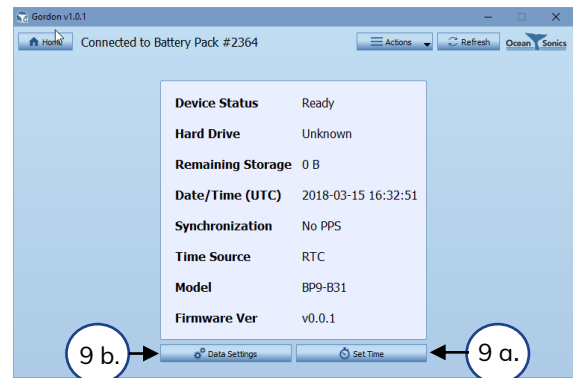 Gordon v1.0.1
Home Connected to Battery Pack #2364 Actions Refresh Ocean Sonics
Device Status Ready
Hard Drive Unknown
Remaining Storage 0 B
Date/Time (UTC) 2018-03-15 16:32:51
Synchronization No PPS
Time Source RTC
Model BP9-B31
Firmware Ver v0.0.1
9 b. Data Settings Set Time 9 a.